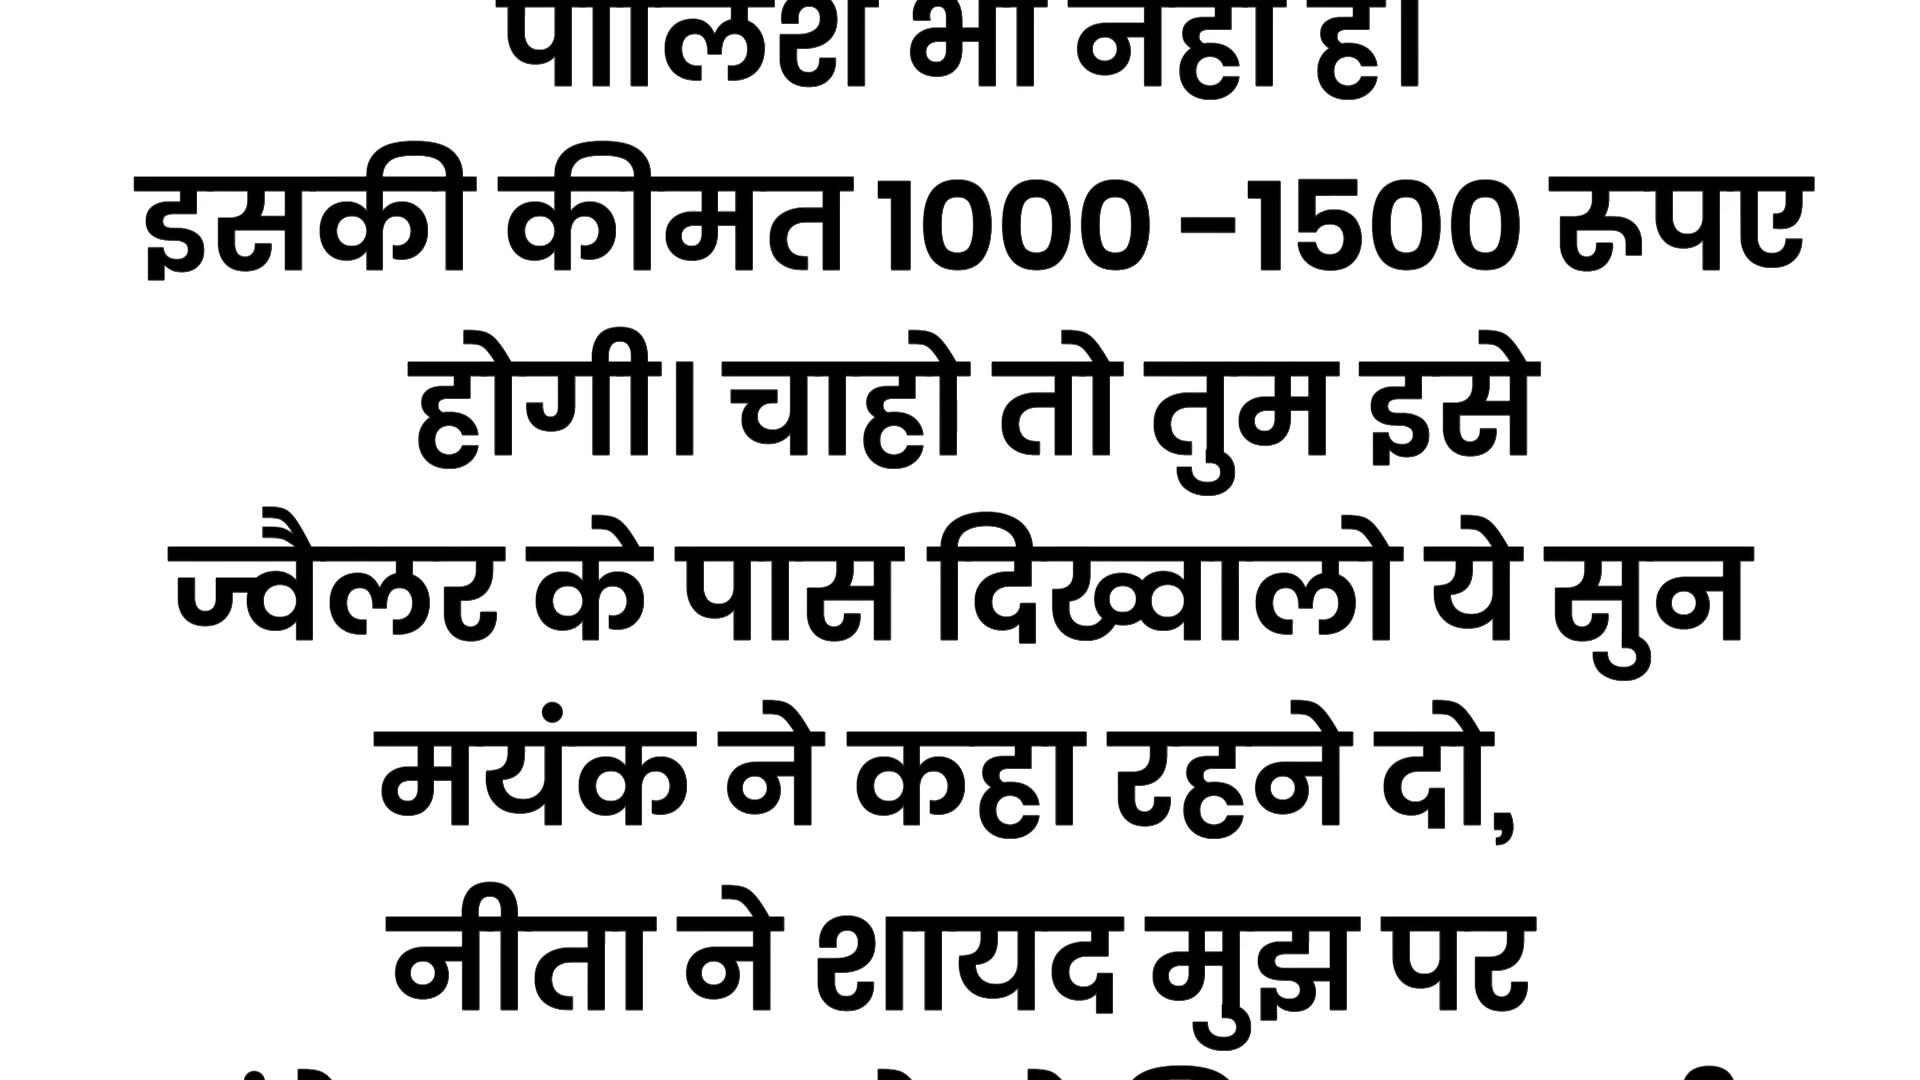 पालिश भी नहीं है।
इसकी कीमत 1000 -1500 रूपए
होगी। चाहो तो तुम इसे
ज्वैलर के पास दिख्वालो ये सुन
मयंक ने कहा रहने दो,
नीता ने शायद मुझ पर